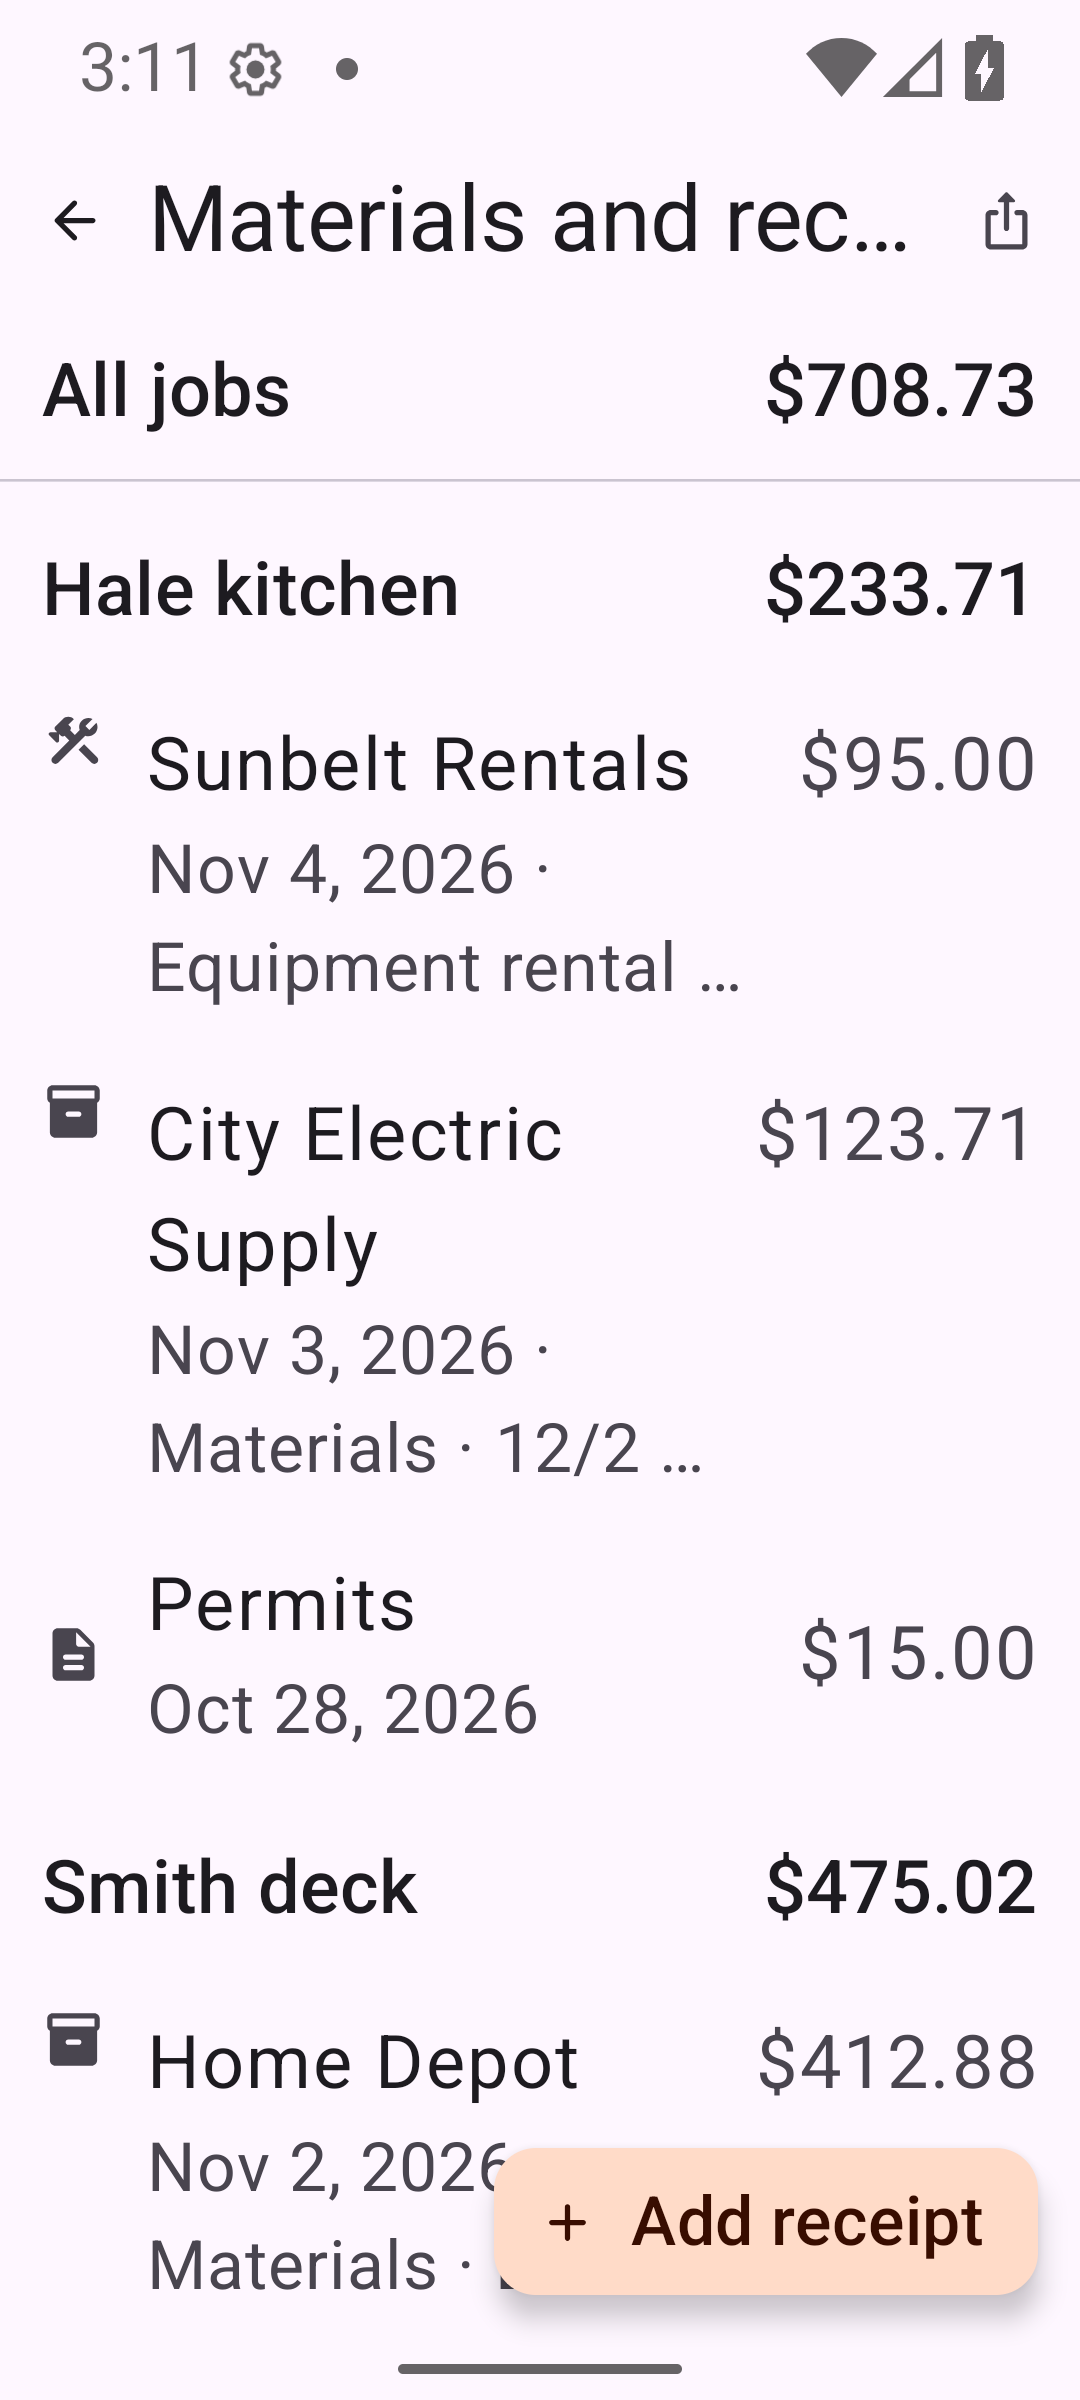 3:11
Materials and rec…
All jobs $708.73
Hale kitchen $233.71
Sunbelt Rentals $95.00
Nov 4, 2026 ·
Equipment rental …
City Electric $123.71
Supply
Nov 3, 2026 ·
Materials · 12/2 …
Permits
$15.00
Oct 28, 2026
Smith deck $475.02
Home Depot $412.88
Nov 2, 2026
Materials ·
+ Add receipt